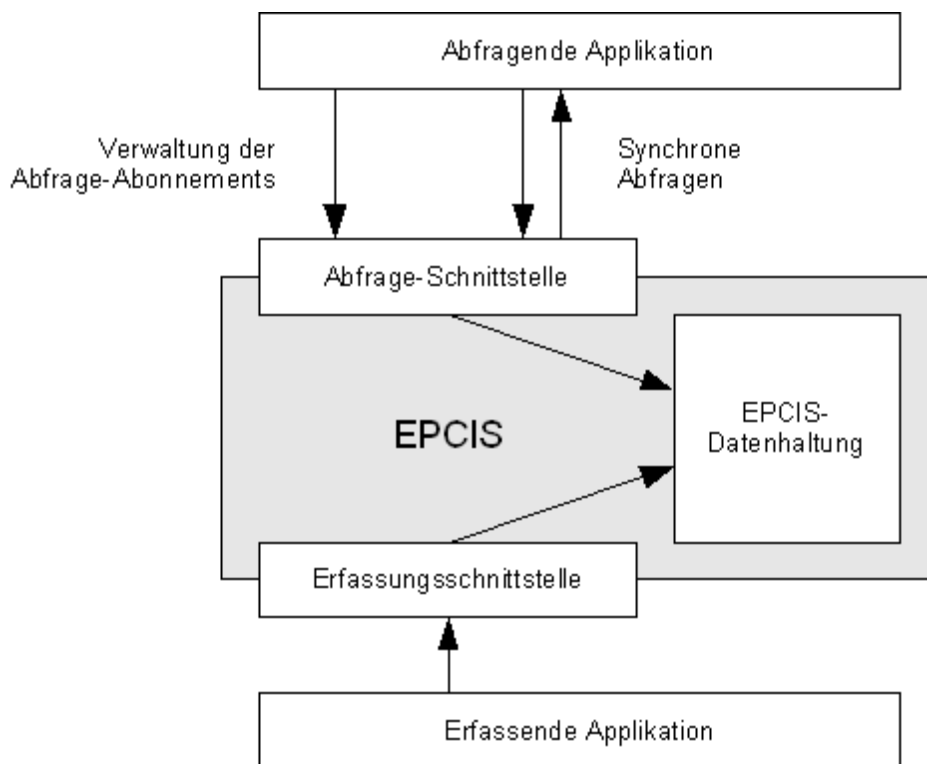 Abfragende Applikation
Verwaltung der
Abfrage-Abonnements
Synchrone
Abfragen
Abfrage-Schnittstelle
EPCIS
EPCIS-
Datenhaltung
Erfassungsschnittstelle
Erfassende Applikation